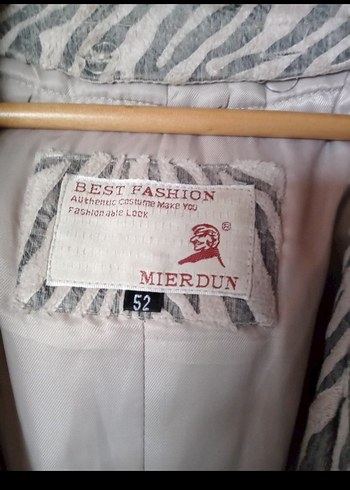 BEST FASHION
Authentic Costume Make You
Fashionable Look
®
MIERDUN
52